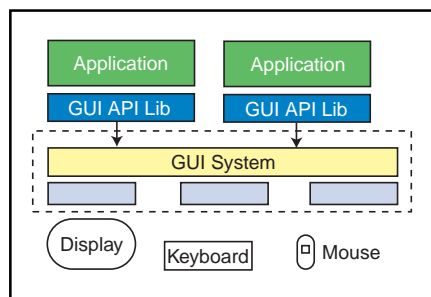 Application Application
GUI API Lib GUI API Lib
GUI System
Display Keyboard Mouse